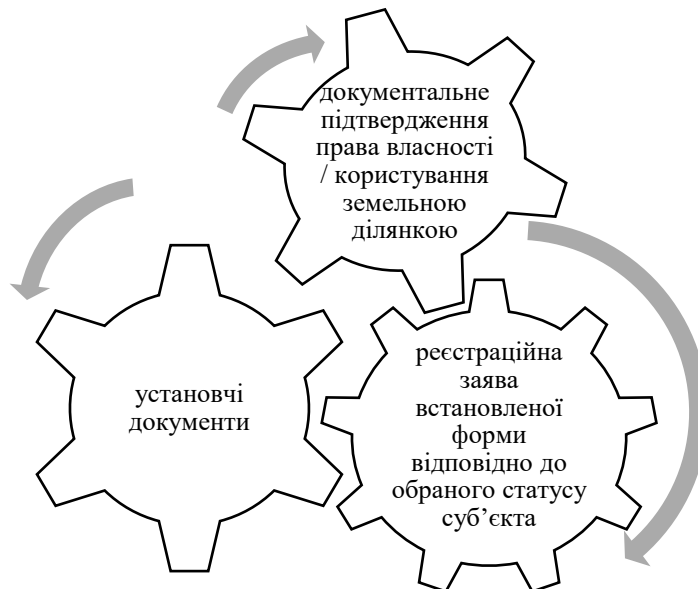 документальне
підтвердження
права власності
/ користування
земельною
ділянкою
установчі
документи
реєстраційна
заява
встановленої
форми
відповідно до
обраного статусу
суб’єкта